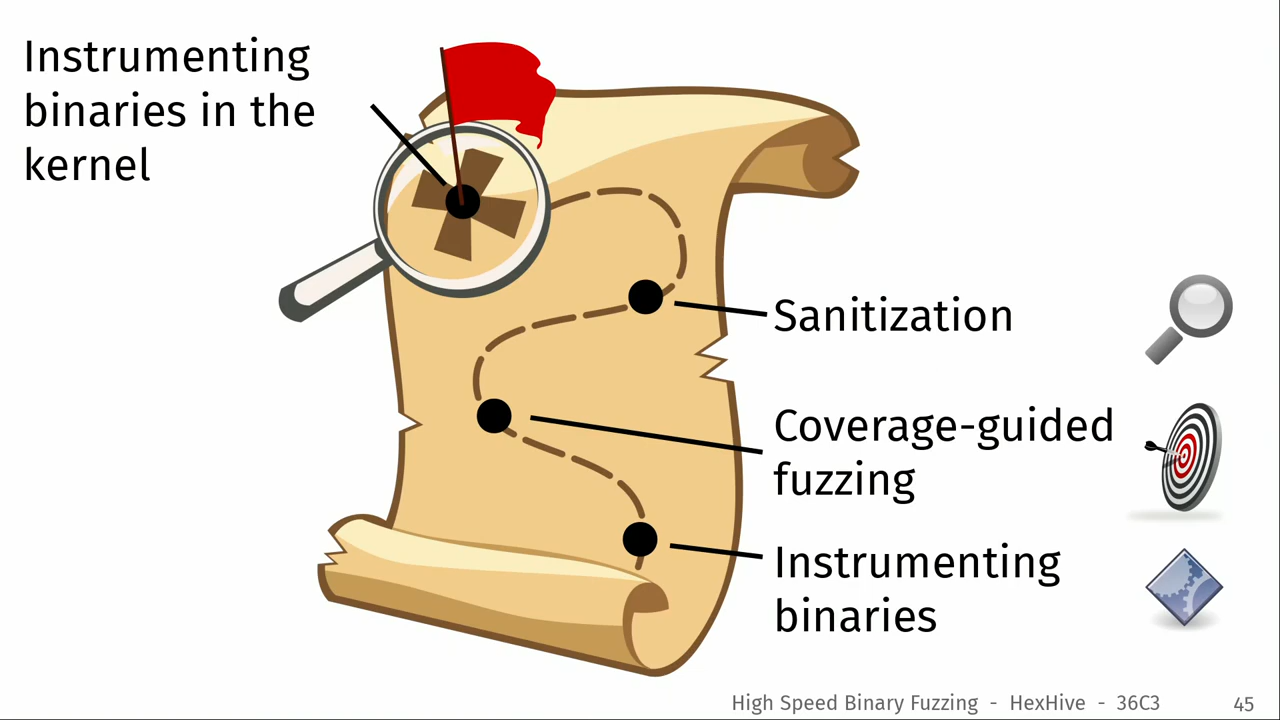 Instrumenting
binaries in the
kernel
Sanitization
Coverage-guided
fuzzing
Instrumenting
binaries
High Speed Binary Fuzzing - HexHive - 36C3
45